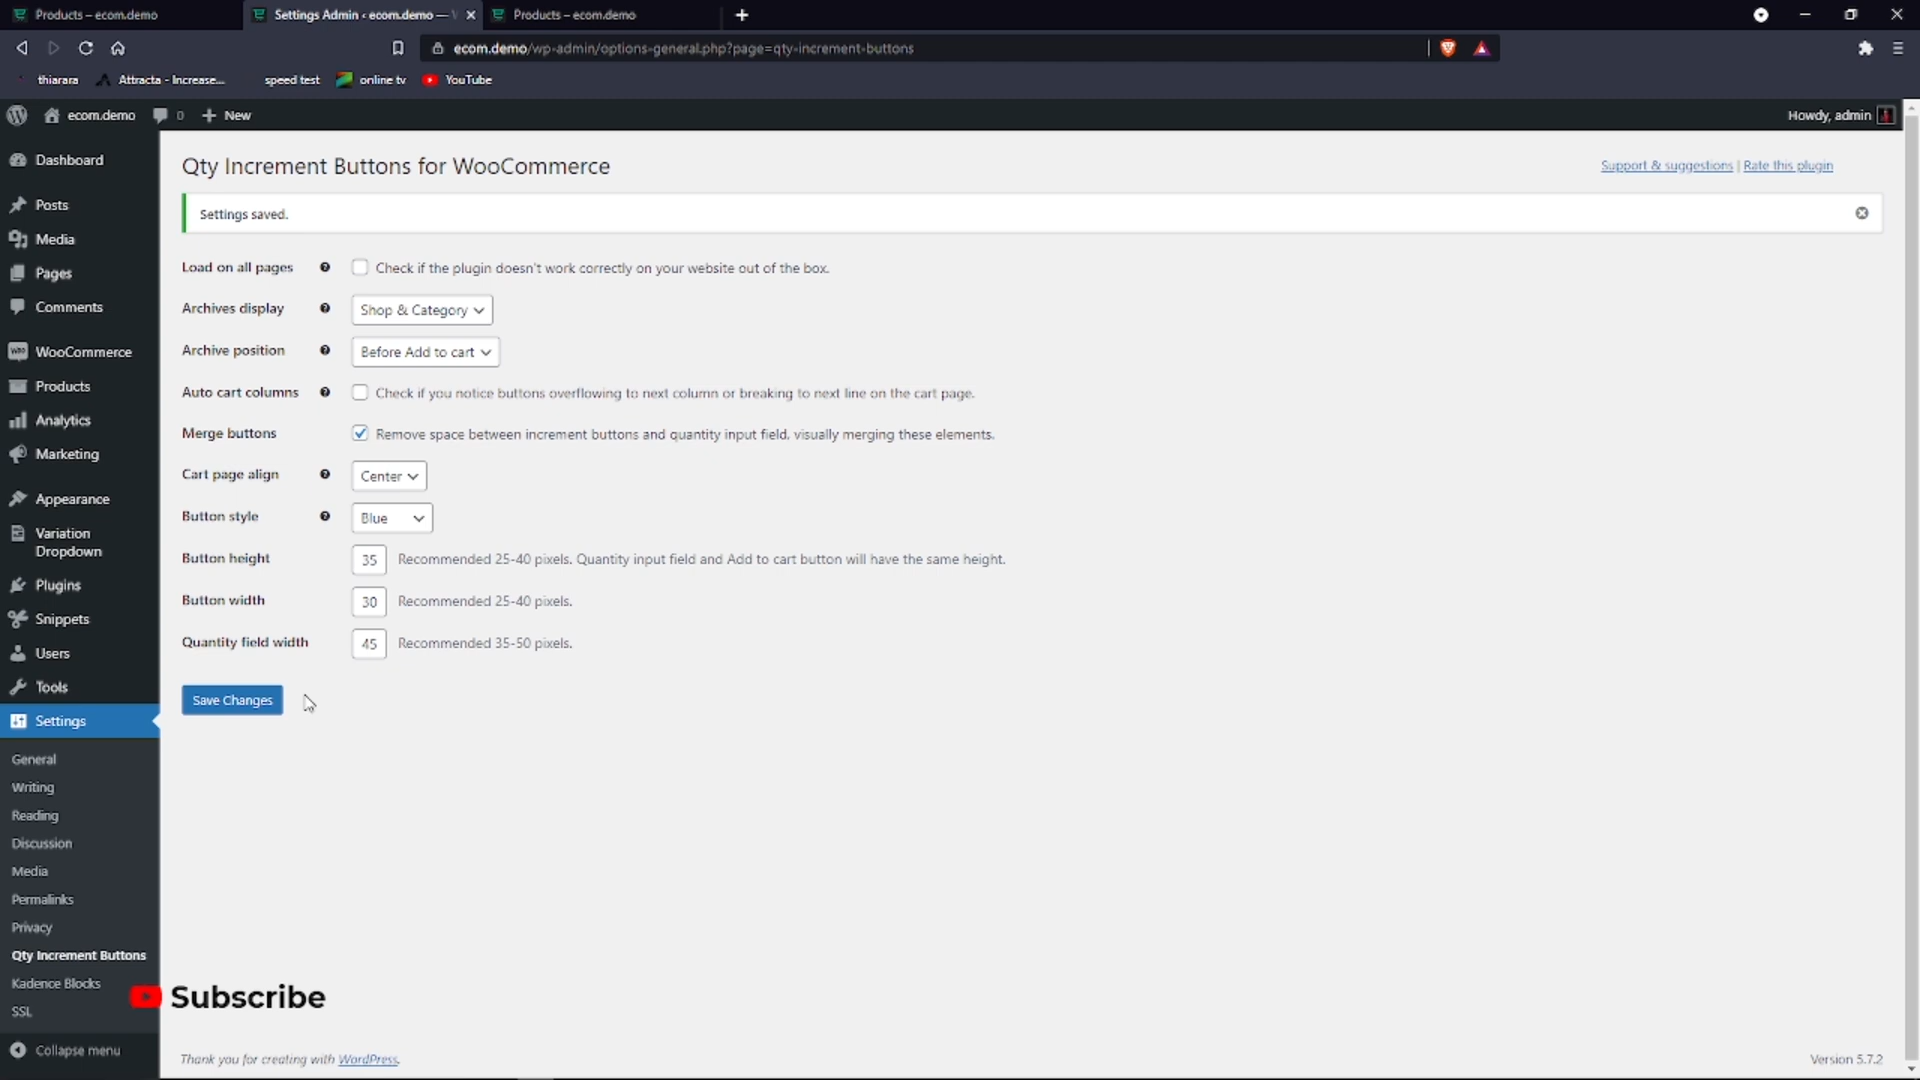 Products – ecom.demo
Settings Admin ‹ ecom.demo —
Products – ecom.demo
ecom.demo/wp-admin/options-general.php?page=qty-increment-buttons
thiarara
Attracta - Increase...
speed test
online tv
YouTube
ecom.demo
0
New
Howdy, admin
Dashboard
Posts
Media
Pages
Comments
WooCommerce
Products
Analytics
Marketing
Appearance
Variation
Dropdown
Plugins
Snippets
Users
Tools
Settings
General
Writing
Reading
Discussion
Media
Permalinks
Privacy
Qty Increment Buttons
Kadence Blocks
SSL
Collapse menu
Qty Increment Buttons for WooCommerce
Support & suggestions | Rate this plugin
Settings saved.
Load on all pages Check if the plugin doesn't work correctly on your website out of the box.
Archives display Shop & Category
Archive position Before Add to cart
Auto cart columns Check if you notice buttons overflowing to next column or breaking to next line on the cart page.
Merge buttons Remove space between increment buttons and quantity input field, visually merging these elements.
Cart page align Center
Button style Blue
Button height 35 Recommended 25-40 pixels. Quantity input field and Add to cart button will have the same height.
Button width 30 Recommended 25-40 pixels.
Quantity field width 45 Recommended 35-50 pixels.
Save Changes
Subscribe
Thank you for creating with WordPress.
Version 5.7.2